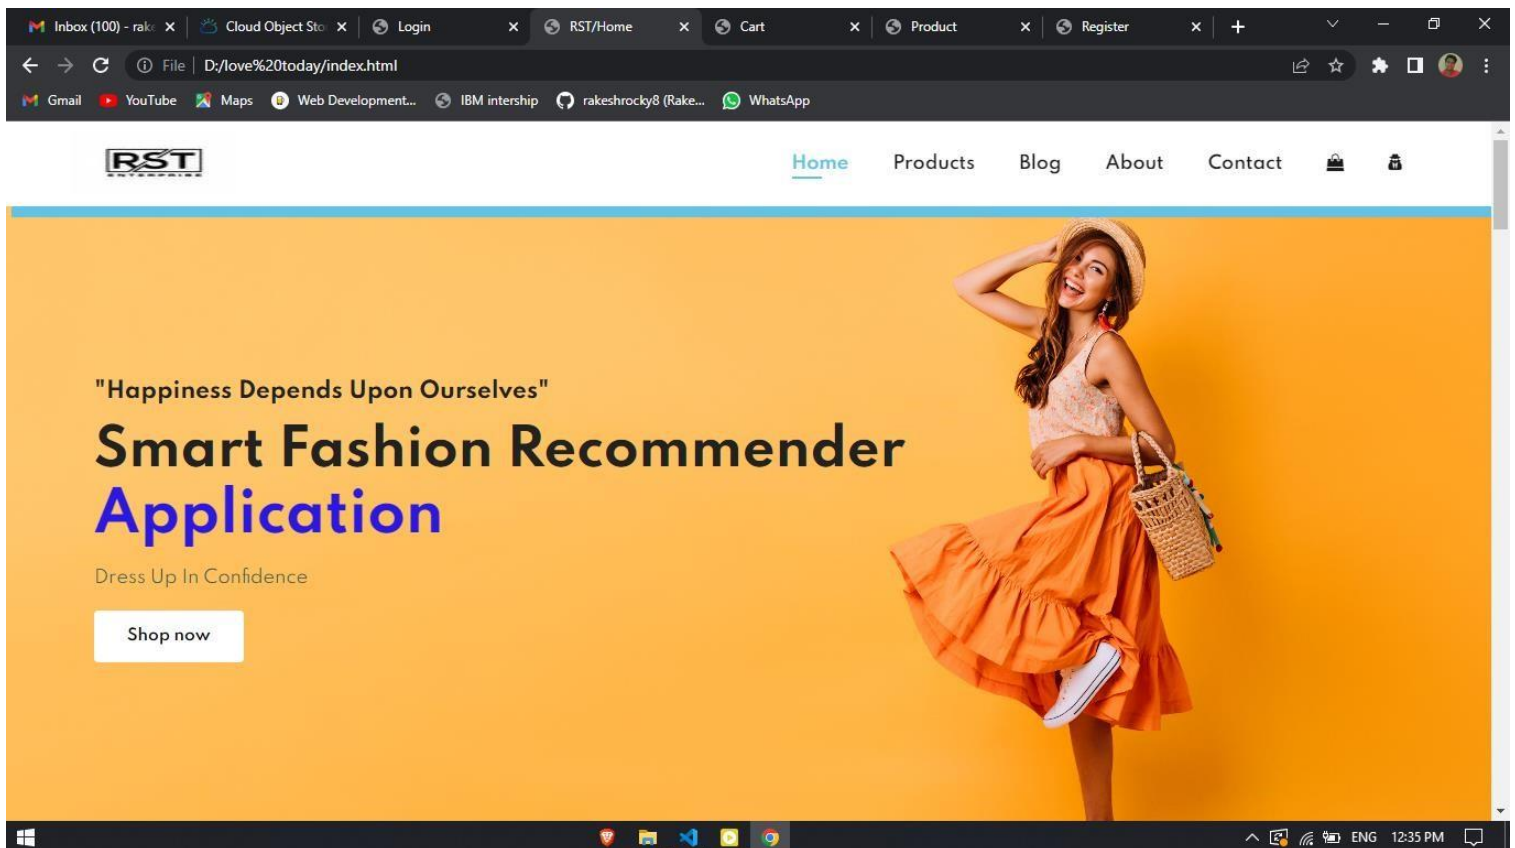 Inbox (100) - rake
Cloud Object Sto
Login
RST/Home
Cart
Product
Register
File
D:/love%20today/index.html
Gmail
YouTube
Maps
Web Development...
IBM intership
rakeshrocky8 (Rake...
WhatsApp
RST
ENTERPRISE
Home
Products
Blog
About
Contact
"Happiness Depends Upon Ourselves"
Smart Fashion Recommender
Application
Dress Up In Confidence
Shop now
ENG
12:35 PM